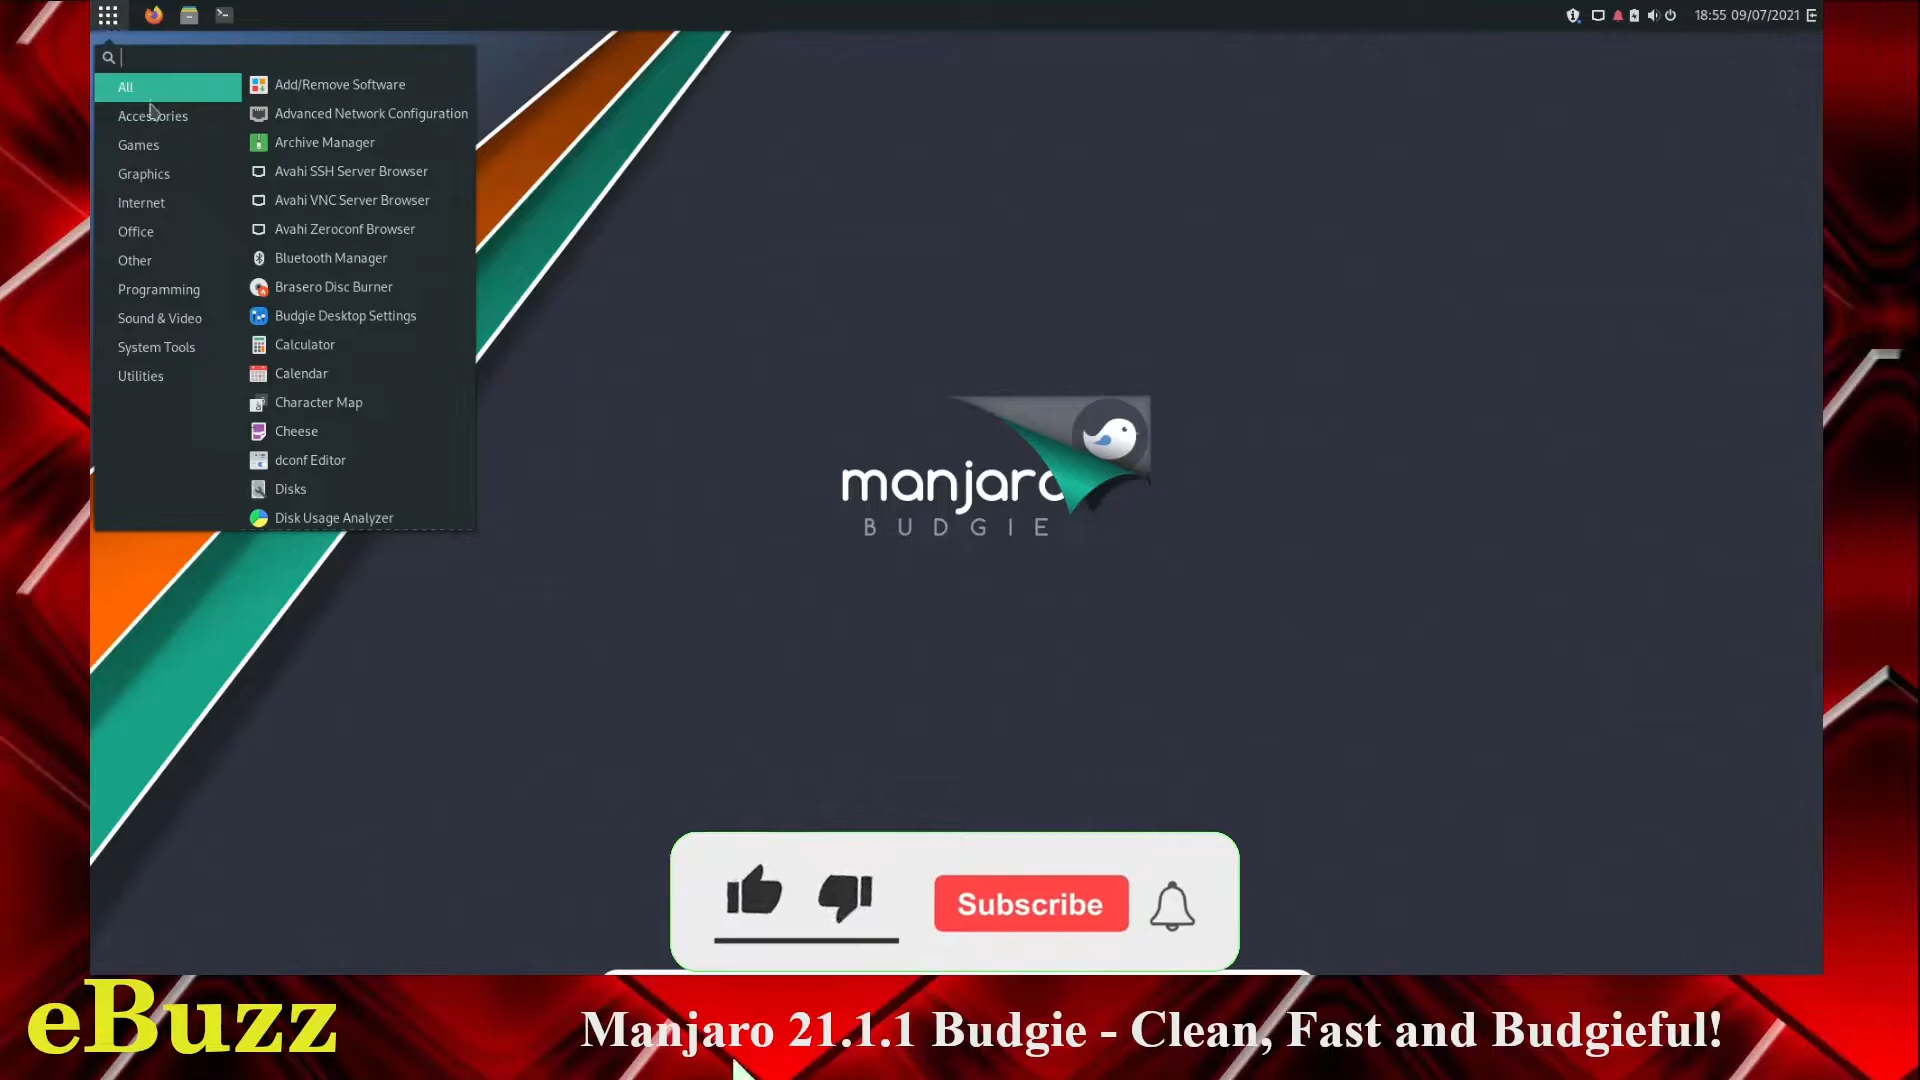 18:55 09/07/2021
All
Accessories
Games
Graphics
Internet
Office
Other
Programming
Sound & Video
System Tools
Utilities
Add/Remove Software
Advanced Network Configuration
Archive Manager
Avahi SSH Server Browser
Avahi VNC Server Browser
Avahi Zeroconf Browser
Bluetooth Manager
Brasero Disc Burner
Budgie Desktop Settings
Calculator
Calendar
Character Map
Cheese
dconf Editor
Disks
Disk Usage Analyzer
manjaro
BUDGIE
Subscribe
eBuzz
Manjaro 21.1.1 Budgie - Clean, Fast and Budgieful!